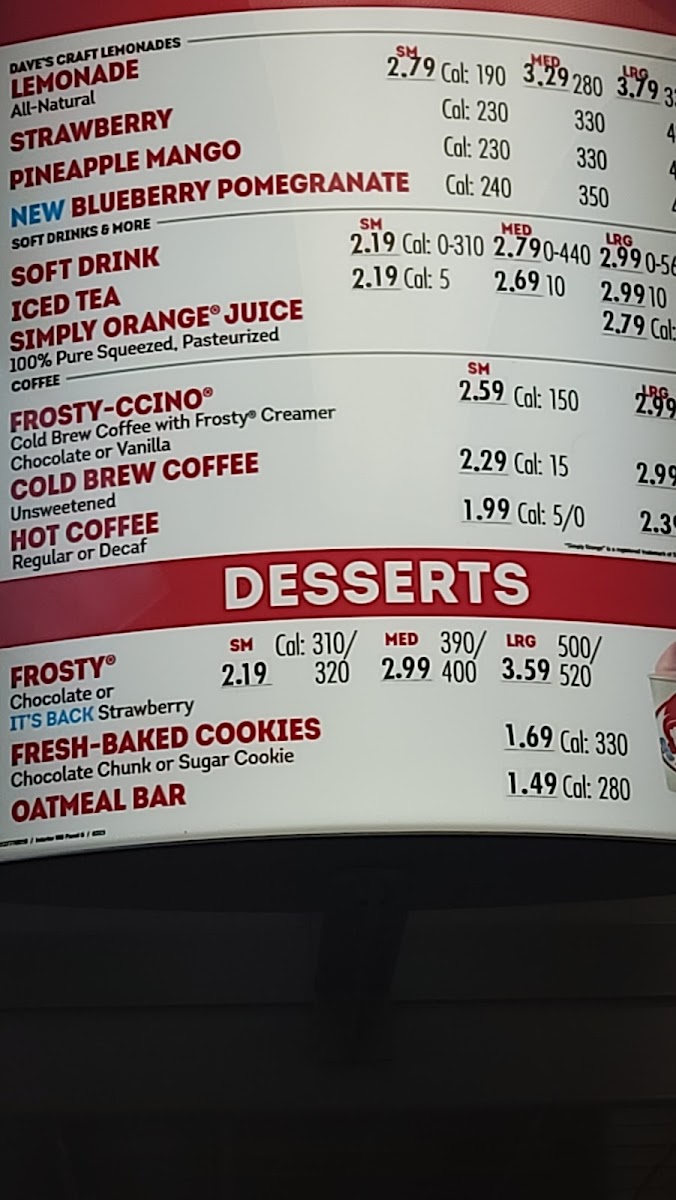 DAVE'S CRAFT LEMONADES
LEMONADE SM 2.79 Cal: 190 MED 3.29 280 LRG 3.79
All-Natural
STRAWBERRY Cal: 230 330
PINEAPPLE MANGO Cal: 230 330
NEW BLUEBERRY POMEGRANATE Cal: 240 350
SOFT DRINKS & MORE
SM MED LRG
SOFT DRINK 2.19 Cal: 0-310 2.79 0-440 2.99
ICED TEA 2.19 Cal: 5 2.69 10 2.99 10
SIMPLY ORANGE® JUICE 2.79 Cal:
100% Pure Squeezed, Pasteurized
COFFEE
SM LRG
FROSTY-CCINO® 2.59 Cal: 150 2.99
Cold Brew Coffee with Frosty® Creamer
Chocolate or Vanilla
COLD BREW COFFEE 2.29 Cal: 15 2.99
Unsweetened
HOT COFFEE 1.99 Cal: 5/0
Regular or Decaf
DESSERTS
FROSTY® SM 2.19 Cal: 310/320 MED 2.99 390/400 LRG 3.59 500/520
Chocolate or
IT'S BACK Strawberry
FRESH-BAKED COOKIES 1.69 Cal: 330
Chocolate Chunk or Sugar Cookie
OATMEAL BAR 1.49 Cal: 280